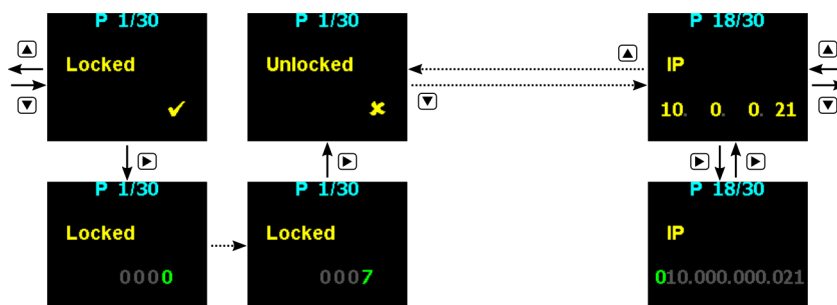 P 1/30
Locked
✔
P 1/30
Unlocked
✖
P 18/30
IP
10. 0. 0. 21
P 1/30
Locked
0000
P 1/30
Locked
0007
P 18/30
IP
010.000.000.021